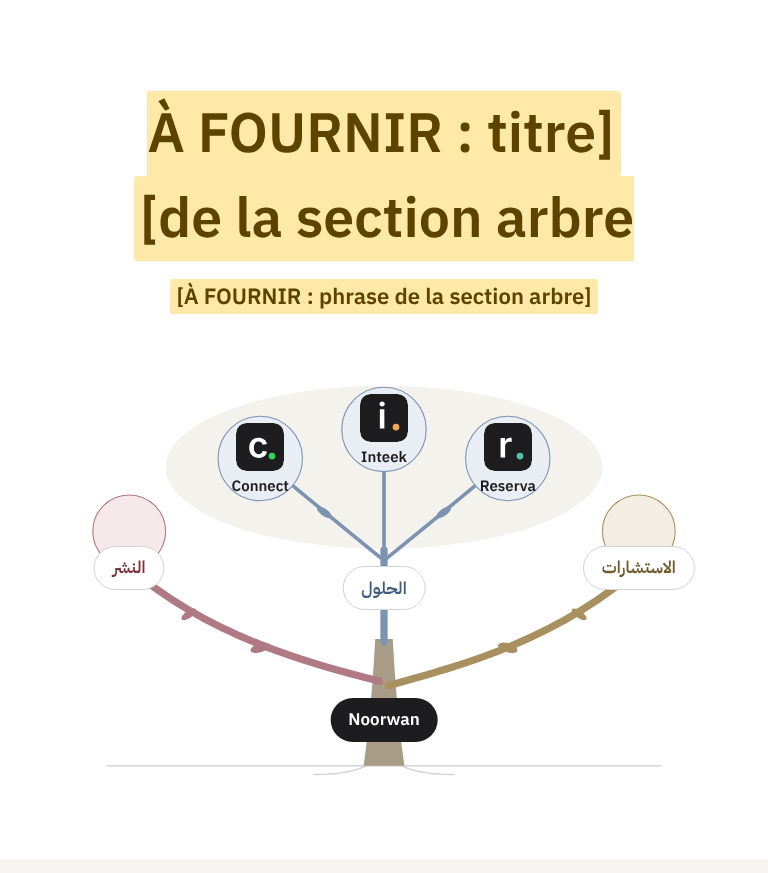 À FOURNIR : titre]
[de la section arbre
[À FOURNIR : phrase de la section arbre]
i.
Inteek
c.
Connect
r.
Reserva
النشر
الحلول
الاستشارات
Noorwan